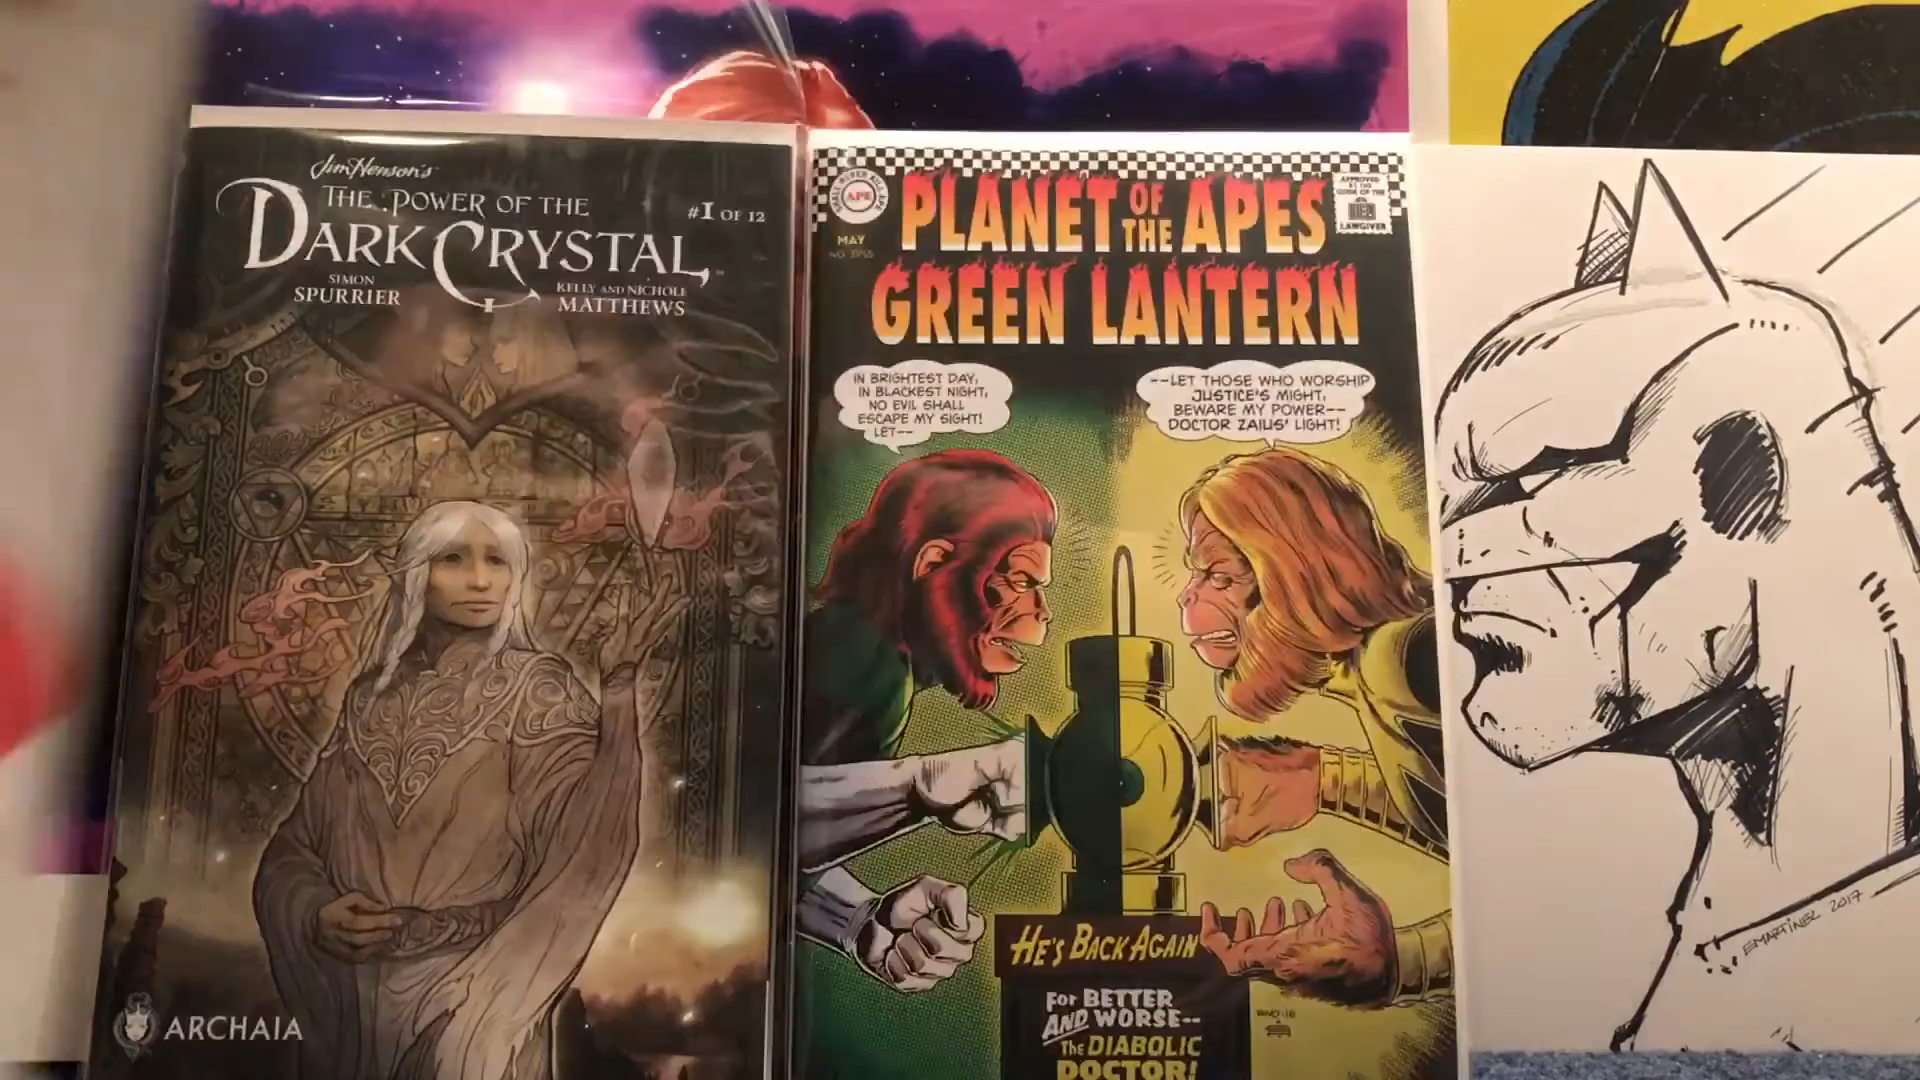 Jim Henson's
THE POWER OF THE
DARK CRYSTAL
#1 OF 12
SIMON
SPURRIER
KELLY AND NICHOLE
MATTHEWS
ARCHAIA
APE
MAY
PLANET OF THE APES
GREEN LANTERN
APPROVED
BY THE
LAWGIVER
IN BRIGHTEST DAY,
IN BLACKEST NIGHT,
NO EVIL SHALL
ESCAPE MY SIGHT!
LET--
--LET THOSE WHO WORSHIP
JUSTICE'S MIGHT,
BEWARE MY POWER--
DOCTOR ZAIUS' LIGHT!
HE'S BACK AGAIN
FOR BETTER
AND WORSE--
THE DIABOLIC
DOCTOR!
EMARTINEZ 2017